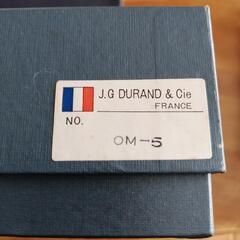 J.G DURAND & Cie
FRANCE
NO.
OM-5